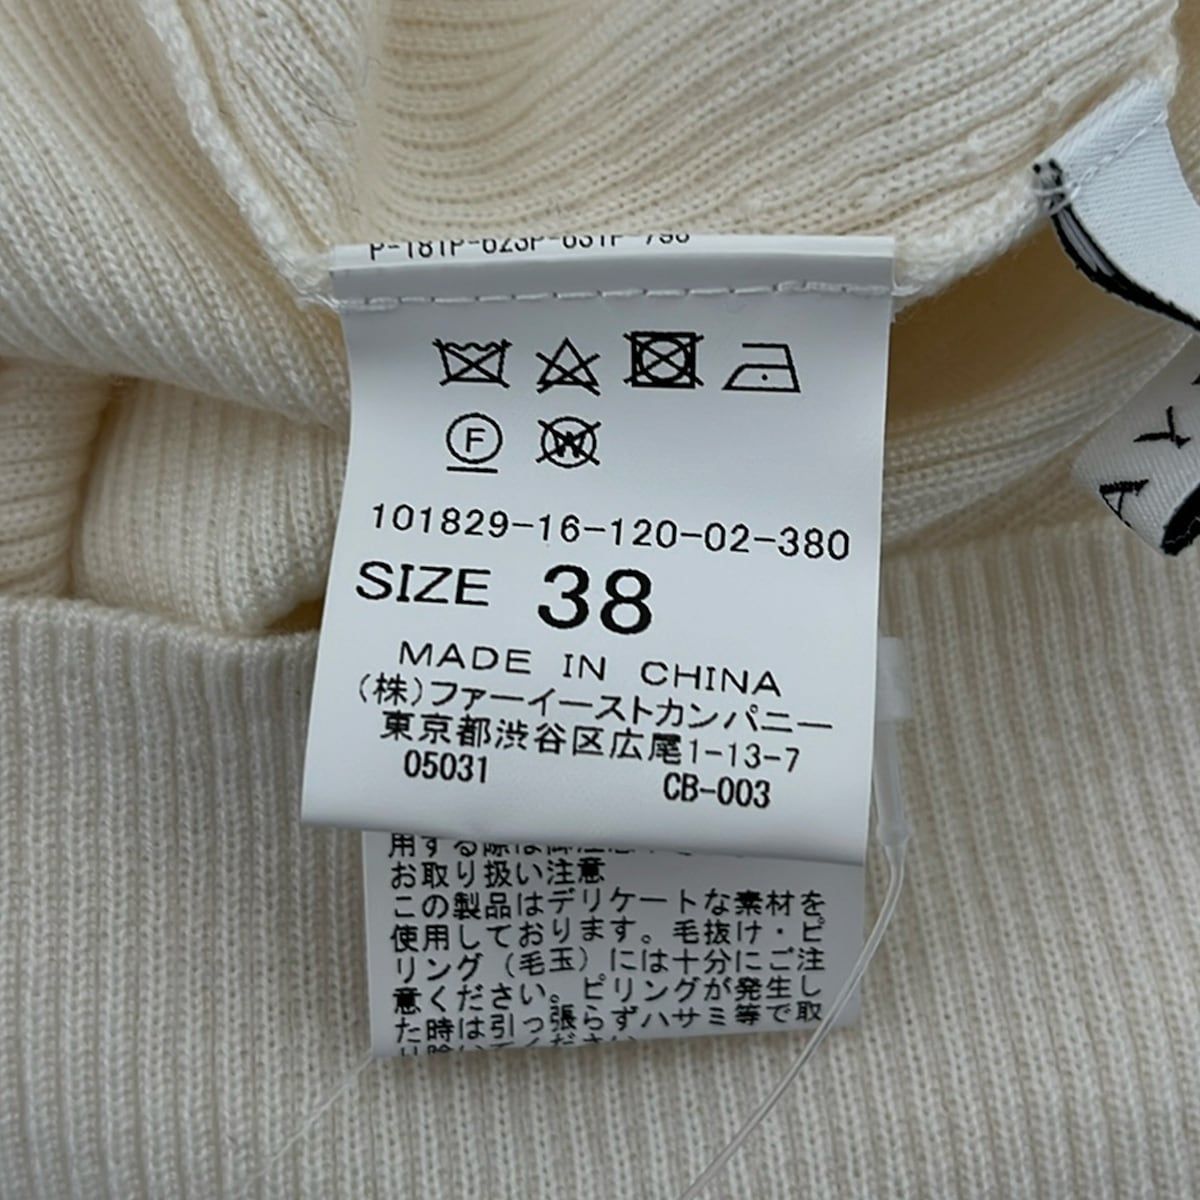 F
W
101829-16-120-02-380
SIZE 38
MADE IN CHINA
(株)ファーイーストカンパニー
東京都渋谷区広尾1-13-7
05031 CB-003
お取り扱い注意
この製品はデリケートな素材を
使用しております。毛抜け・ピ
リング(毛玉)には十分にご注
意ください。ピリングが発生し
た時は引っ張らずハサミ等で取